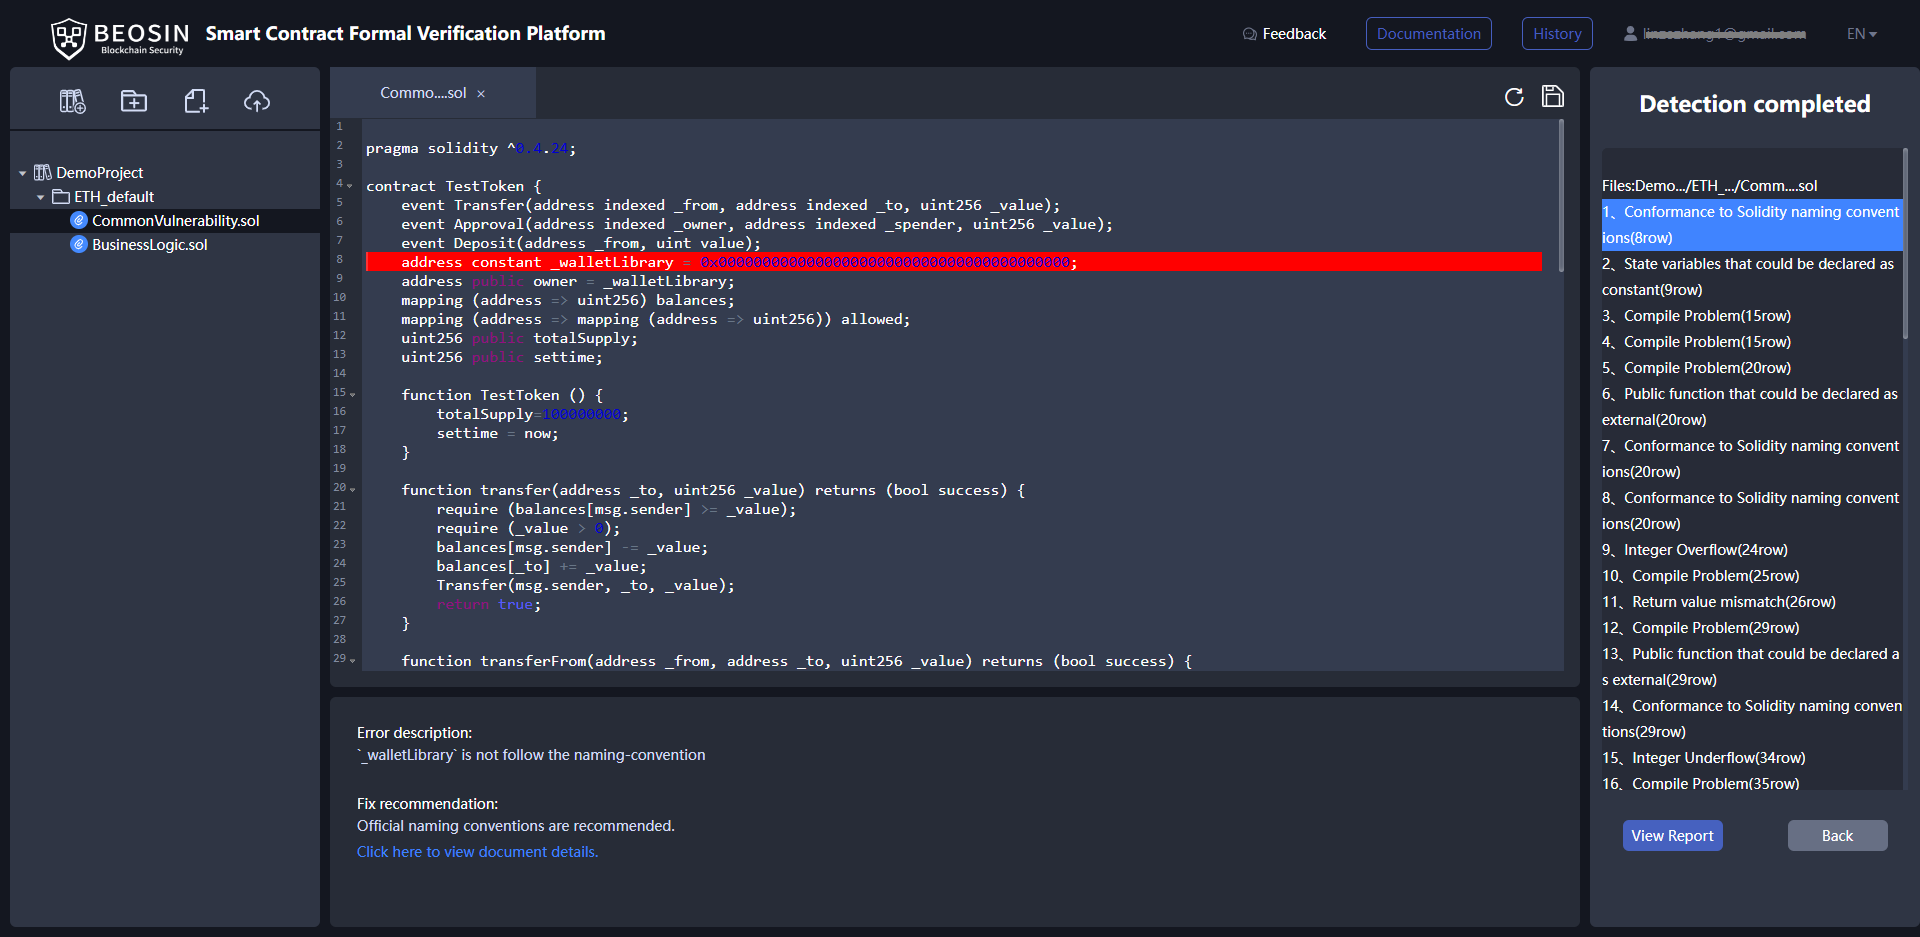 BEOSIN
Blockchain Security
Smart Contract Formal Verification Platform
Feedback
Documentation
History
EN
DemoProject
ETH_default
CommonVulnerability.sol
BusinessLogic.sol
Commo....sol ×
1
2 pragma solidity ^0.4.24;
3
4 contract TestToken {
5 event Transfer(address indexed _from, address indexed _to, uint256 _value);
6 event Approval(address indexed _owner, address indexed _spender, uint256 _value);
7 event Deposit(address _from, uint value);
8 address constant _walletLibrary = 0x0000000000000000000000000000000000000000;
9 address public owner = _walletLibrary;
10 mapping (address => uint256) balances;
11 mapping (address => mapping (address => uint256)) allowed;
12 uint256 public totalSupply;
13 uint256 public settime;
14
15 function TestToken () {
16 totalSupply=100000000;
17 settime = now;
18 }
19
20 function transfer(address _to, uint256 _value) returns (bool success) {
21 require (balances[msg.sender] >= _value);
22 require (_value > 0);
23 balances[msg.sender] -= _value;
24 balances[_to] += _value;
25 Transfer(msg.sender, _to, _value);
26 return true;
27 }
28
29 function transferFrom(address _from, address _to, uint256 _value) returns (bool success) {
Error description:
`_walletLibrary` is not follow the naming-convention
Fix recommendation:
Official naming conventions are recommended.
Click here to view document details.
Detection completed
Files:Demo.../ETH_.../Comm....sol
1、Conformance to Solidity naming convent
ions(8row)
2、State variables that could be declared as
constant(9row)
3、Compile Problem(15row)
4、Compile Problem(15row)
5、Compile Problem(20row)
6、Public function that could be declared as
external(20row)
7、Conformance to Solidity naming convent
ions(20row)
8、Conformance to Solidity naming convent
ions(20row)
9、Integer Overflow(24row)
10、Compile Problem(25row)
11、Return value mismatch(26row)
12、Compile Problem(29row)
13、Public function that could be declared a
s external(29row)
14、Conformance to Solidity naming conven
tions(29row)
15、Integer Underflow(34row)
16、Compile Problem(35row)
View Report
Back